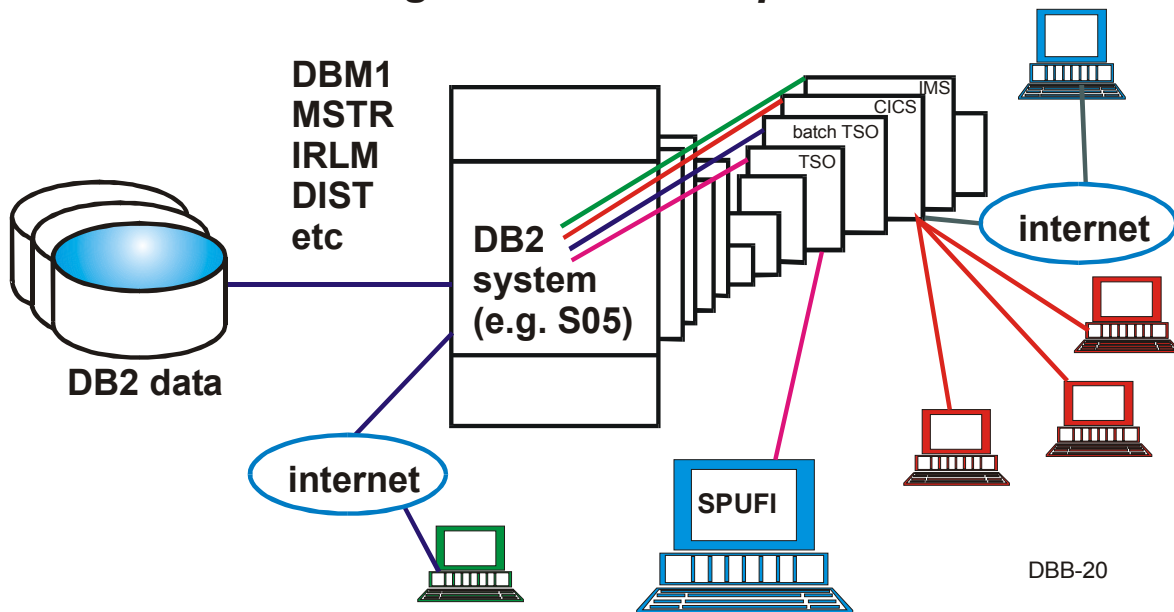 DBM1
MSTR
IRLM
DIST
etc
IMS
CICS
batch TSO
TSO
internet
DB2
system
(e.g. S05)
DB2 data
internet
SPUFI
DBB-20